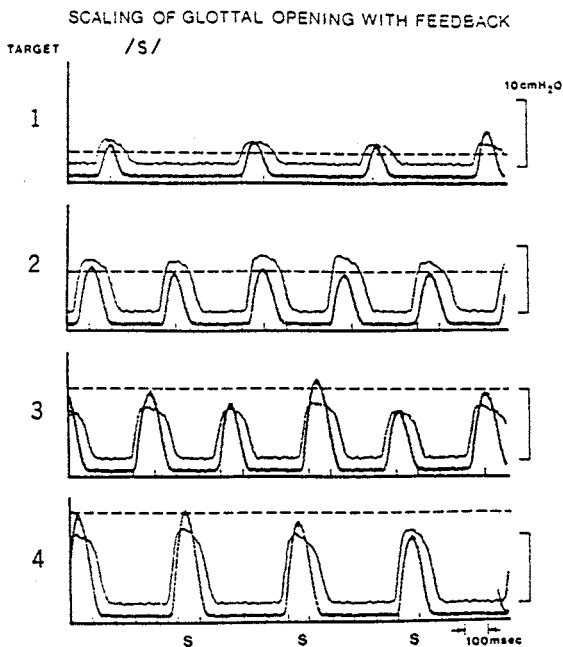 SCALING OF GLOTTAL OPENING WITH FEEDBACK
TARGET /S/
10cmH₂O
1
2
3
4
S S S 100msec